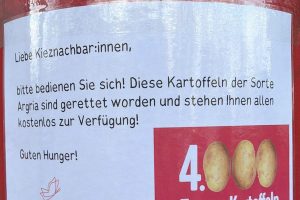 Liebe Kieznachbar:innen,
bitte bedienen Sie sich! Diese Kartoffeln der Sorte
Argria sind gerettet worden und stehen Ihnen allen
kostenlos zur Verfügung!
Guten Hunger!
4.
Kartoffeln